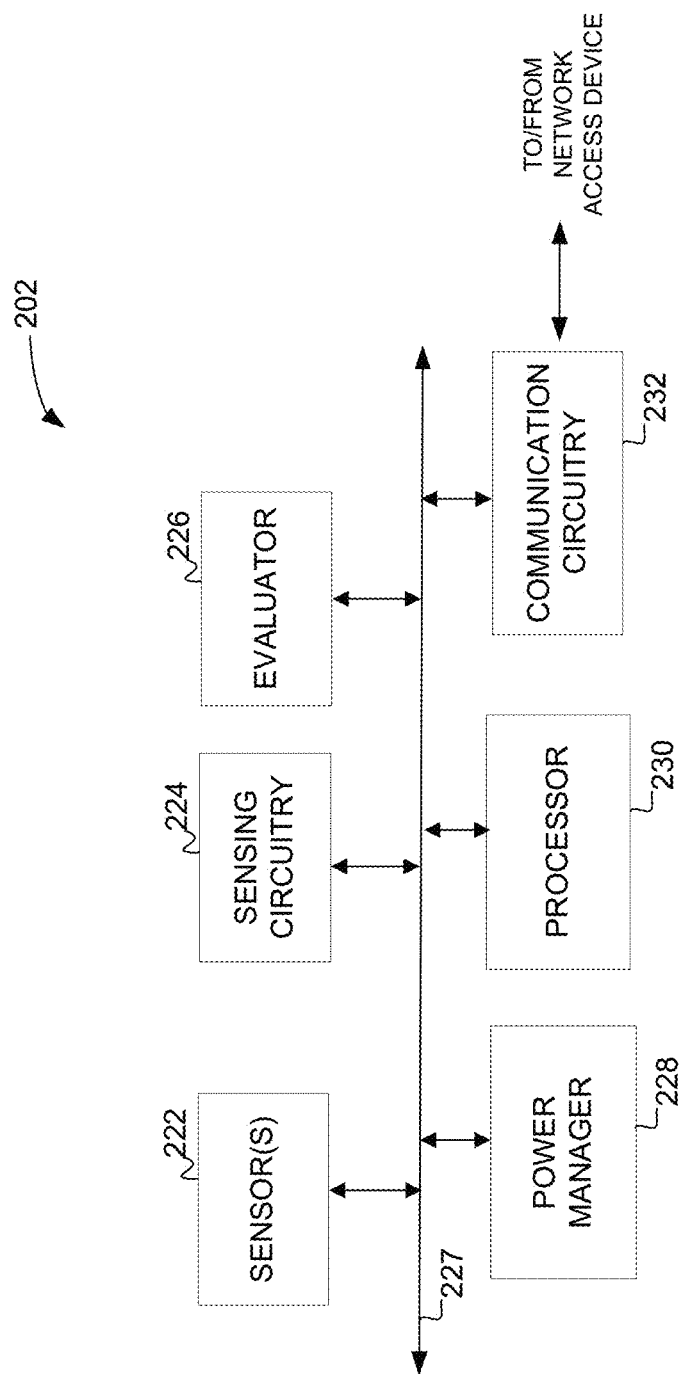 202
222
224
226
SENSOR(S)
SENSING
CIRCUITRY
EVALUATOR
227
POWER
MANAGER
PROCESSOR
COMMUNICATION
CIRCUITRY
TO/FROM
NETWORK
ACCESS DEVICE
228
230
232